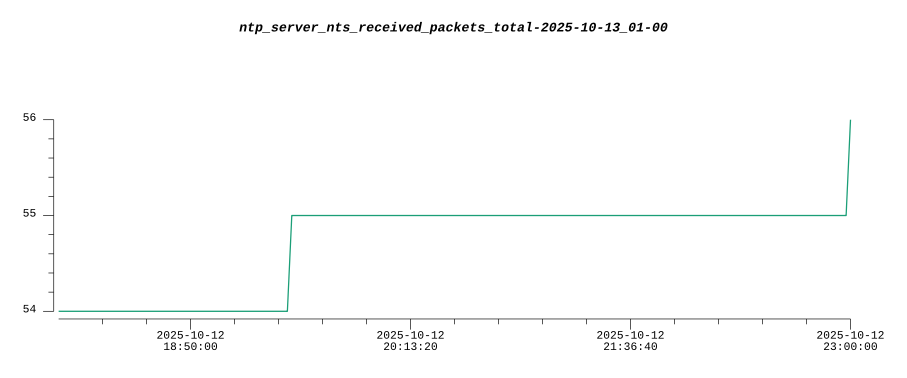 ntp_server_nts_received_packets_total-2025-10-13_01-00
56
55
54
2025-10-12 2025-10-12 2025-10-12 2025-10-12
18:50:00 20:13:20 21:36:40 23:00:00